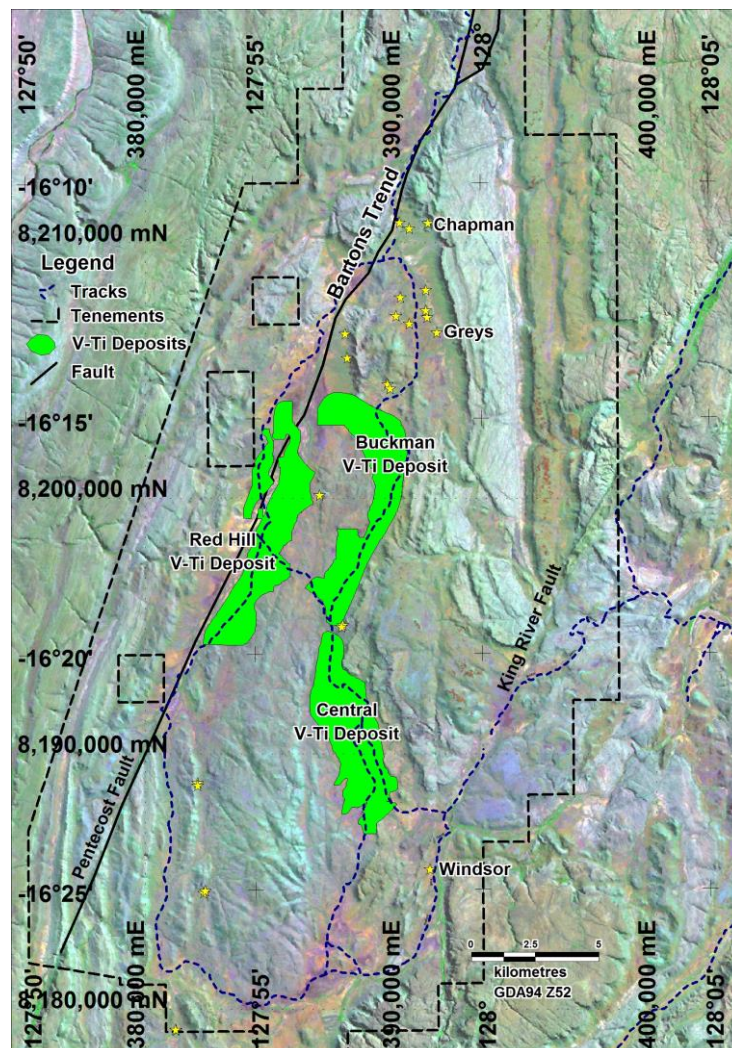 127°50'
380,000 mE
127°55'
390,000 mE
128°
400,000 mE
128°05'
-16°10'
8,210,000 mN
Legend
Tracks
Tenements
V-Ti Deposits
Fault
Bartons Trend
Chapman
Greys
-16°15'
Buckman
V-Ti Deposit
8,200,000 mN
Red Hill
V-Ti Deposit
King River Fault
-16°20'
Central
V-Ti Deposit
8,190,000 mN
Pentecost Fault
Windsor
-16°25'
0 2.5 5
kilometres
GDA94 Z52
8,180,000 mN
127°50'
380,000 mE
127°55'
390,000 mE
128°
400,000 mE
128°05'